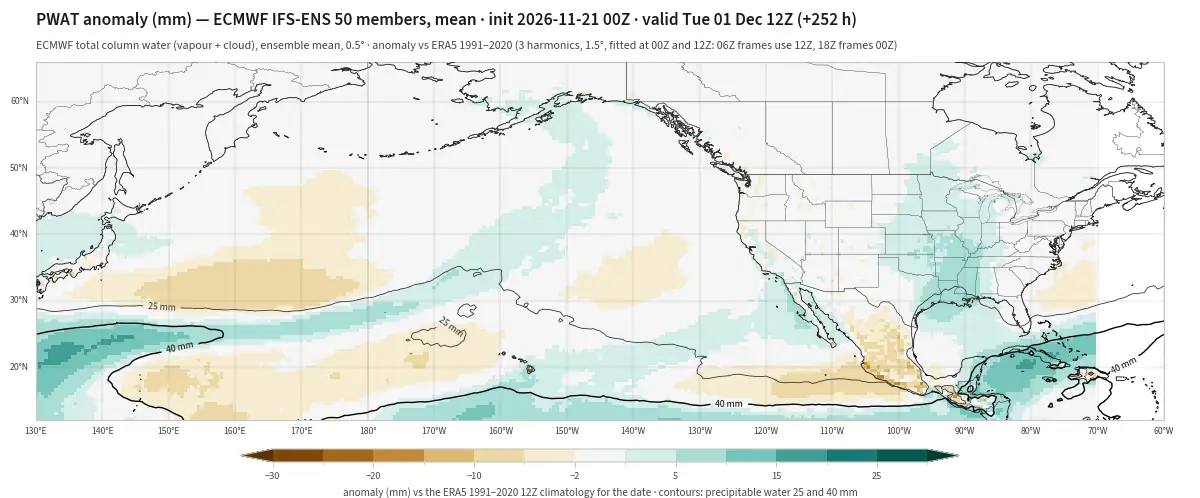 PWAT anomaly (mm) — ECMWF IFS-ENS 50 members, mean · init 2026-11-21 00Z · valid Tue 01 Dec 12Z (+252 h)
ECMWF total column water (vapour + cloud), ensemble mean, 0.5° · anomaly vs ERA5 1991–2020 (3 harmonics, 1.5°, fitted at 00Z and 12Z: 06Z frames use 12Z, 18Z frames 00Z)
60°N
50°N
40°N
30°N
20°N
25 mm
25 mm
40 mm
40 mm
40 mm
130°E 140°E 150°E 160°E 170°E 180° 170°W 160°W 150°W 140°W 130°W 120°W 110°W 100°W 90°W 80°W 70°W 60°W
−30 −20 −10 −2 5 15 25
anomaly (mm) vs the ERA5 1991–2020 12Z climatology for the date · contours: precipitable water 25 and 40 mm